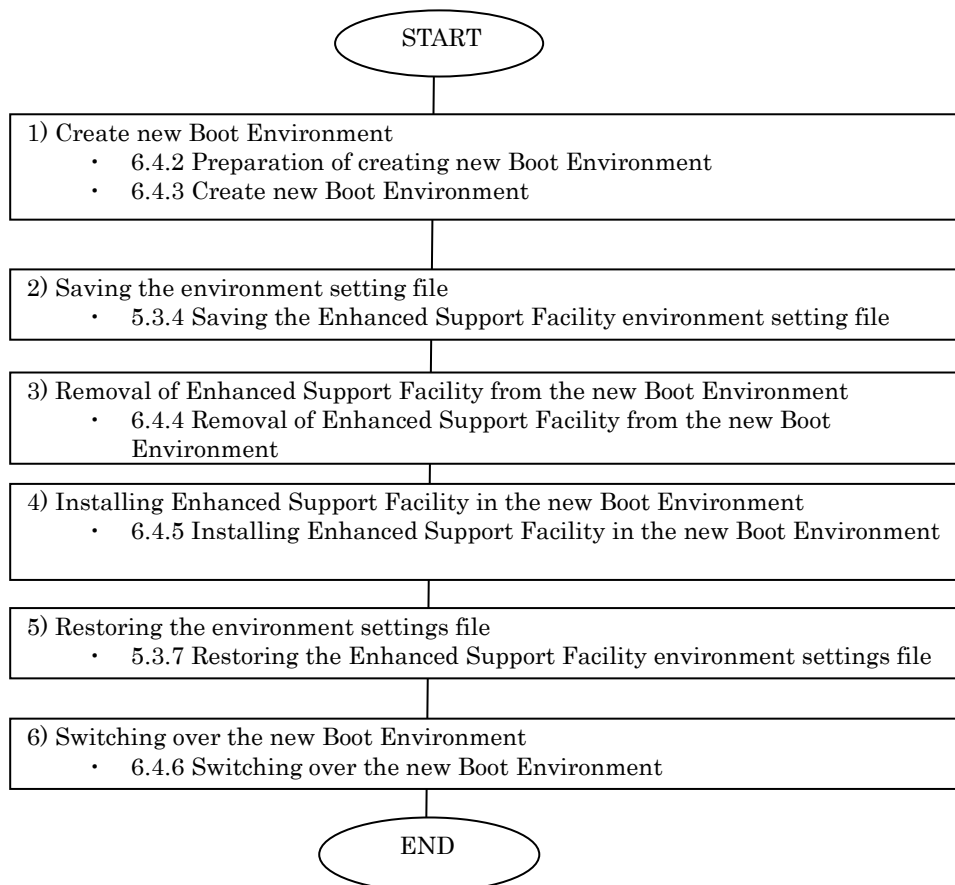 START
1) Create new Boot Environment
・ 6.4.2 Preparation of creating new Boot Environment
・ 6.4.3 Create new Boot Environment
2) Saving the environment setting file
・ 5.3.4 Saving the Enhanced Support Facility environment setting file
3) Removal of Enhanced Support Facility from the new Boot Environment
・ 6.4.4 Removal of Enhanced Support Facility from the new Boot
Environment
4) Installing Enhanced Support Facility in the new Boot Environment
・ 6.4.5 Installing Enhanced Support Facility in the new Boot Environment
5) Restoring the environment settings file
・ 5.3.7 Restoring the Enhanced Support Facility environment settings file
6) Switching over the new Boot Environment
・ 6.4.6 Switching over the new Boot Environment
END